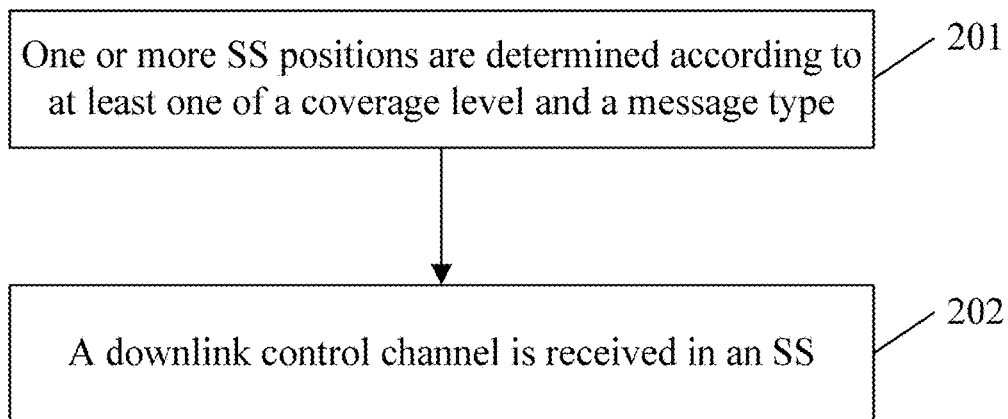 One or more SS positions are determined according to
at least one of a coverage level and a message type
201
A downlink control channel is received in an SS
202